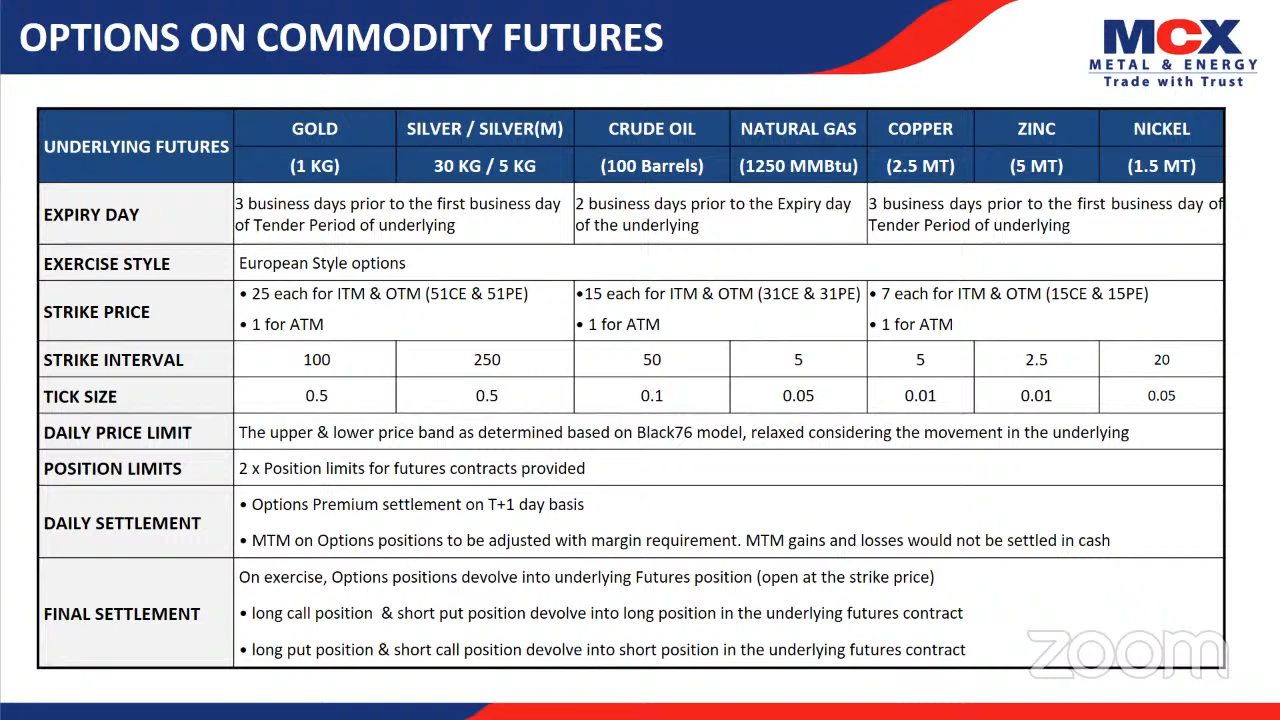 OPTIONS ON COMMODITY FUTURES
MCX
METAL & ENERGY
Trade with Trust
UNDERLYING FUTURES
GOLD
SILVER / SILVER(M)
CRUDE OIL
NATURAL GAS
COPPER
ZINC
NICKEL
(1 KG)
30 KG / 5 KG
(100 Barrels)
(1250 MMBtu)
(2.5 MT)
(5 MT)
(1.5 MT)
EXPIRY DAY
3 business days prior to the first business day
of Tender Period of underlying
2 business days prior to the Expiry day
of the underlying
3 business days prior to the first business day of
Tender Period of underlying
EXERCISE STYLE
European Style options
STRIKE PRICE
• 25 each for ITM & OTM (51CE & 51PE)
• 1 for ATM
•15 each for ITM & OTM (31CE & 31PE)
• 1 for ATM
• 7 each for ITM & OTM (15CE & 15PE)
• 1 for ATM
STRIKE INTERVAL
100
250
50
5
5
2.5
20
TICK SIZE
0.5
0.5
0.1
0.05
0.01
0.01
0.05
DAILY PRICE LIMIT
The upper & lower price band as determined based on Black76 model, relaxed considering the movement in the underlying
POSITION LIMITS
2 x Position limits for futures contracts provided
DAILY SETTLEMENT
• Options Premium settlement on T+1 day basis
• MTM on Options positions to be adjusted with margin requirement. MTM gains and losses would not be settled in cash
FINAL SETTLEMENT
On exercise, Options positions devolve into underlying Futures position (open at the strike price)
• long call position & short put position devolve into long position in the underlying futures contract
• long put position & short call position devolve into short position in the underlying futures contract
zoom